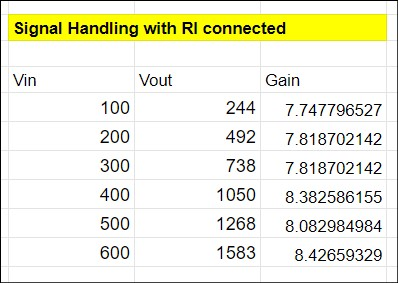 Signal Handling with RI connected
Vin Vout Gain
100 244 7.747796527
200 492 7.818702142
300 738 7.818702142
400 1050 8.382586155
500 1268 8.082984984
600 1583 8.42659329